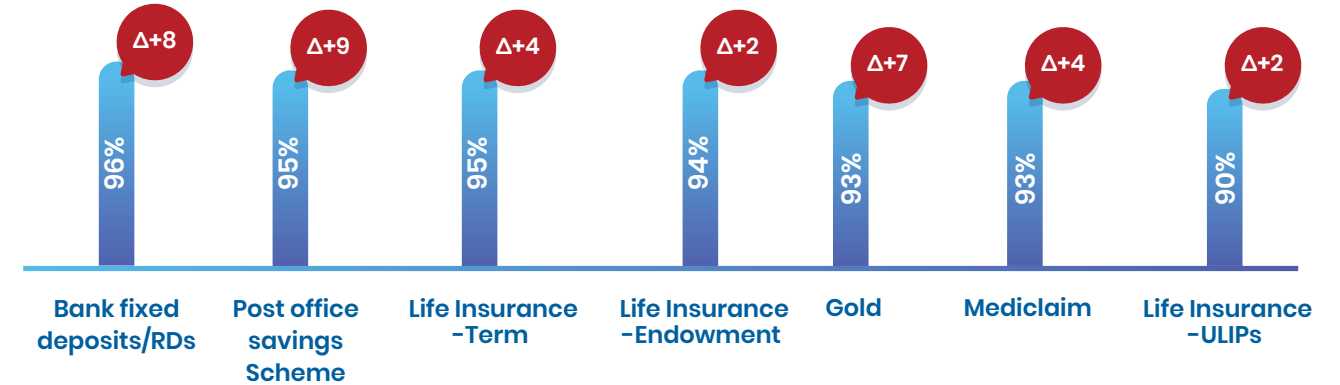 Δ+8
Δ+9
Δ+4
Δ+2
Δ+7
Δ+4
Δ+2
96%
95%
95%
94%
93%
93%
90%
Bank fixed
deposits/RDs
Post office
savings
Scheme
Life Insurance
-Term
Life Insurance
-Endowment
Gold
Mediclaim
Life Insurance
-ULIPs